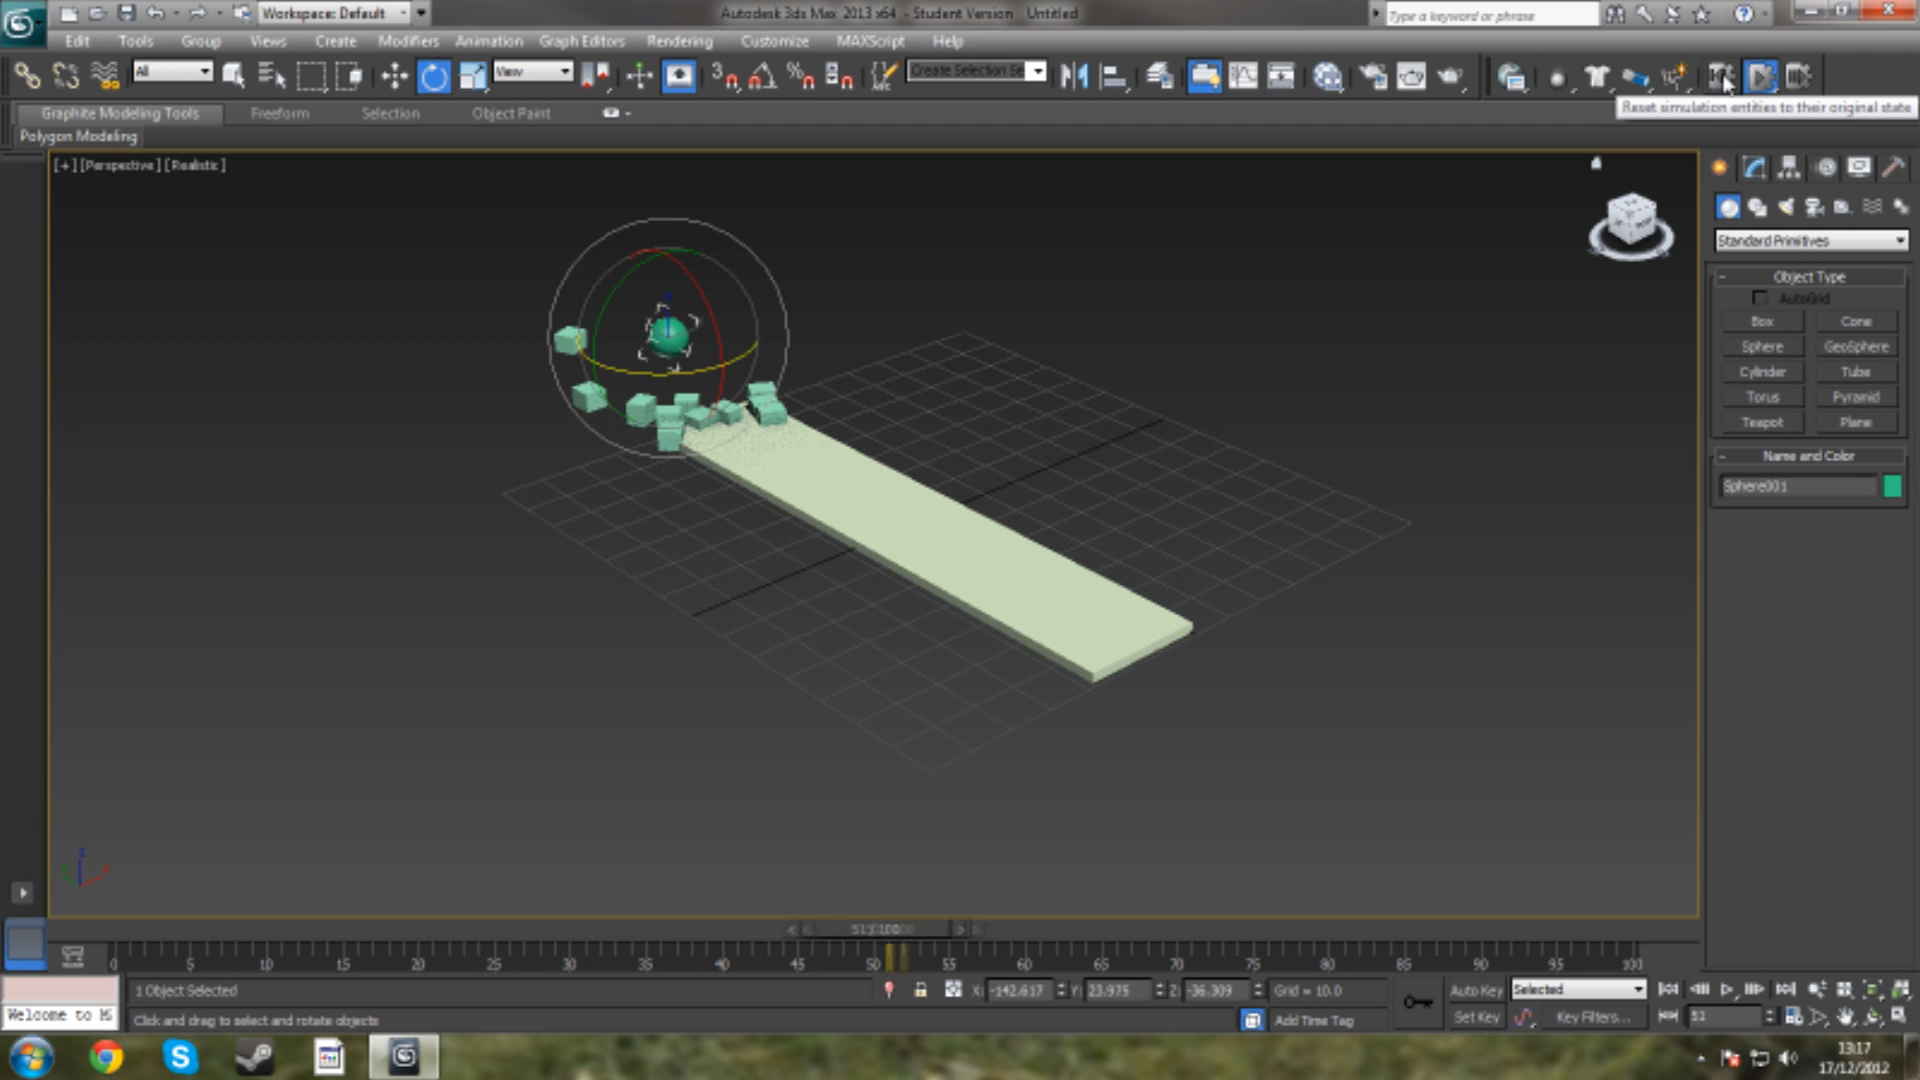 Workspace: Default
Autodesk 3ds Max 2013 x64 - Student Version Untitled
Type a keyword or phrase
Edit Tools Group Views Create Modifiers Animation Graph Editors Rendering Customize MAXScript Help
All
View
Create Selection Se
Reset simulation entities to their original state
Graphite Modeling Tools Freeform Selection Object Paint
Polygon Modeling
[+] [Perspective] [Realistic]
Standard Primitives
Object Type
AutoGrid
Box Cone
Sphere GeoSphere
Cylinder Tube
Torus Pyramid
Teapot Plane
Name and Color
Sphere001
0 5 10 15 20 25 30 35 40 45 50 55 60 65 70 75 80 85 90 95 100
1 Object Selected
X: -142.617 Y: 23.975 Z: -36.309 Grid = 10.0
Auto Key Selected
Welcome to M
Click and drag to select and rotate objects
Add Time Tag
Set Key Key Filters...
13:17
17/12/2012